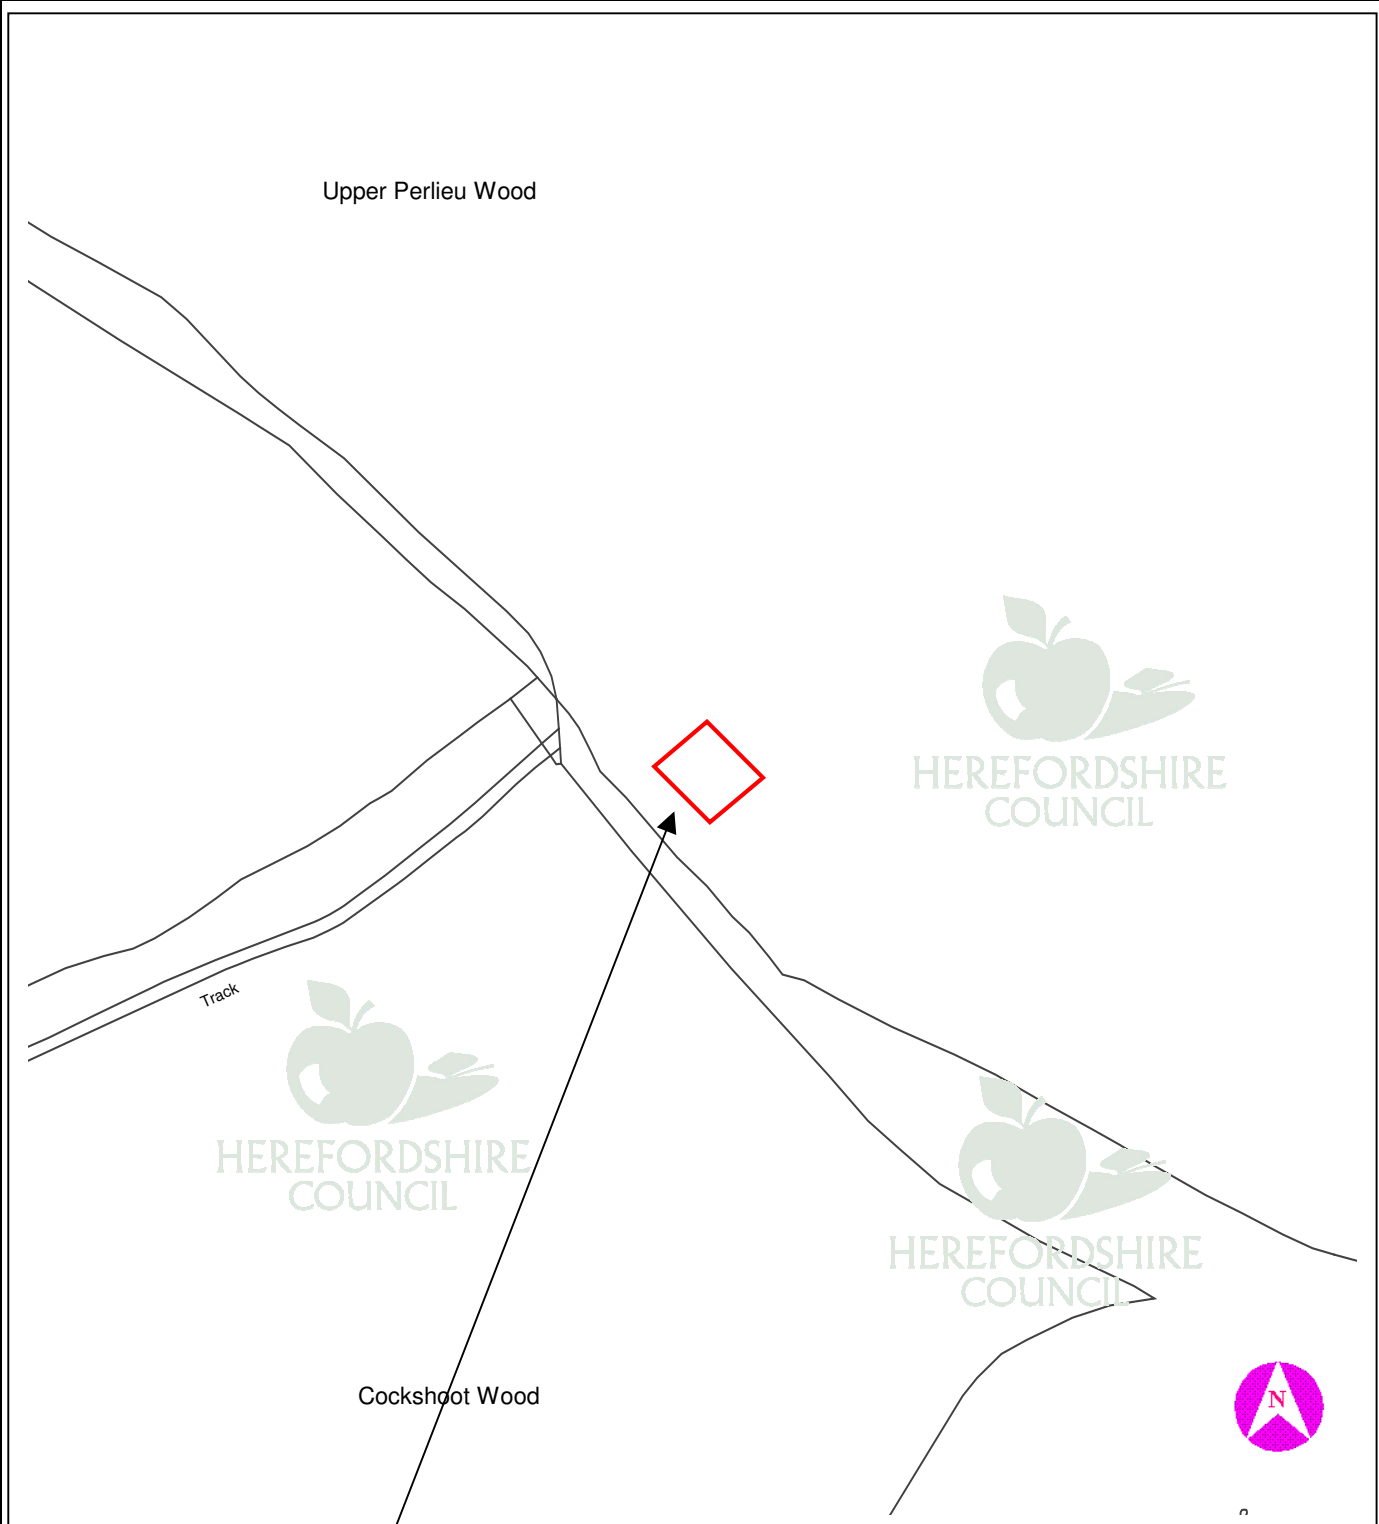 Upper Perlieu Wood
HEREFORDSHIRE
COUNCIL
Track
HEREFORDSHIRE
COUNCIL
HEREFORDSHIRE
COUNCIL
Cockshoot Wood
N